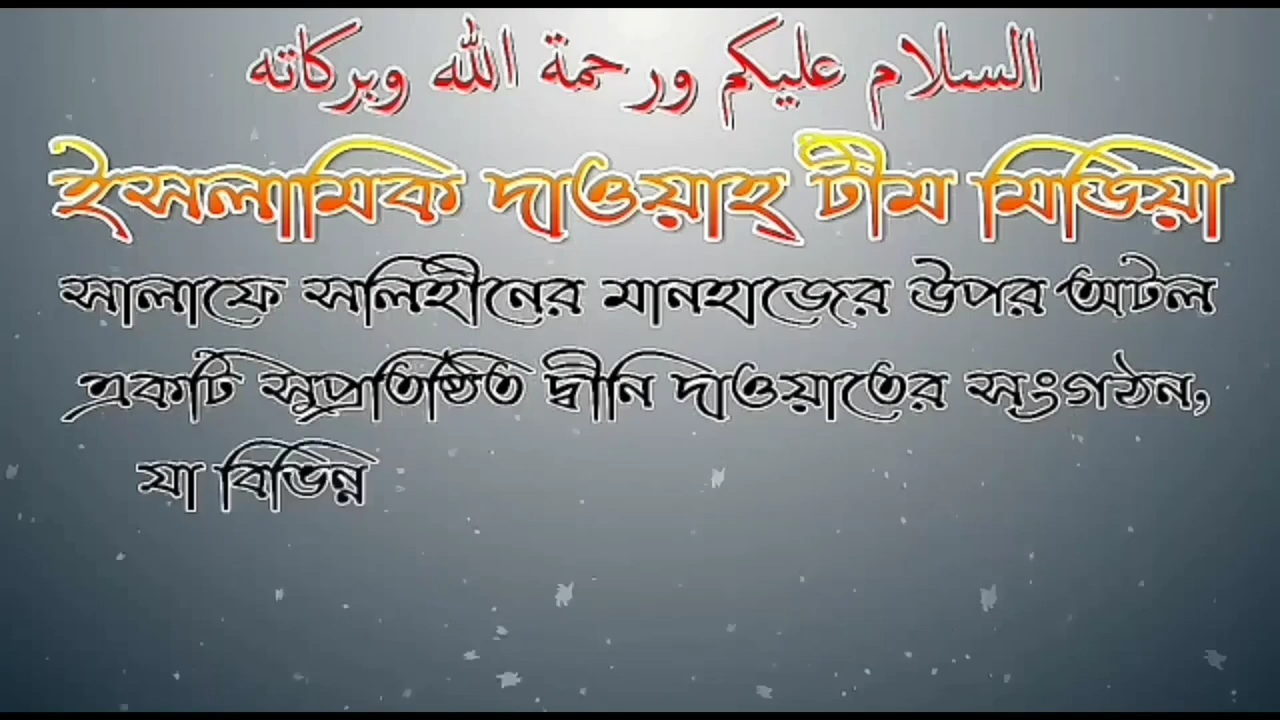 السلام عليكم ورحمة الله وبركاته
ইসলামিক দাওয়াহ্ টীম মিডিয়া
সালাফে সলিহীনের মানহাজের উপর অটল
একটি সুপ্রতিষ্ঠিত দ্বীনি দাওয়াতের সংগঠন,
যা বিভিন্ন